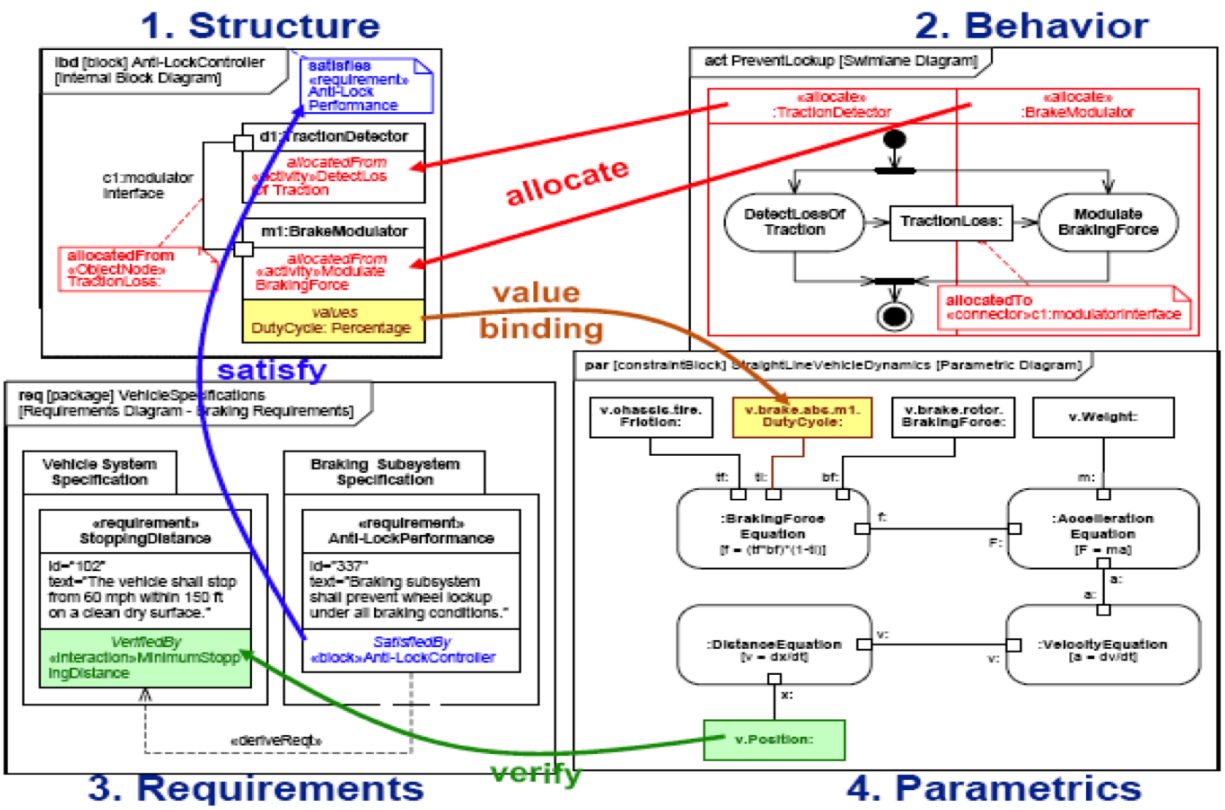 1. Structure
2. Behavior
ibd [block] Anti-LockController
[Internal Block Diagram]
satisfies
«requirement»
Anti-Lock
Performance
d1:TractionDetector
allocatedFrom
«activity»DetectLos
Of Traction
c1:modulator
Interface
m1:BrakeModulator
allocatedFrom
«activity»Modulate
BrakingForce
values
DutyCycle: Percentage
allocatedFrom
«ObjectNode»
TractionLoss:
allocate
value
binding
satisfy
act PreventLockup [Swimlane Diagram]
«allocate»
:TractionDetector
«allocate»
:BrakeModulator
DetectLossOf
Traction
TractionLoss:
Modulate
BrakingForce
allocatedTo
«connector»c1:modulatorInterface
req [package] VehicleSpecifications
[Requirements Diagram - Braking Requirements]
Vehicle System
Specification
Braking Subsystem
Specification
«requirement»
StoppingDistance
id="102"
text="The vehicle shall stop
from 60 mph within 150 ft
on a clean dry surface."
VerifiedBy
«interaction»MinimumStopp
ingDistance
«requirement»
Anti-LockPerformance
id="337"
text="Braking subsystem
shall prevent wheel lockup
under all braking conditions."
SatisfiedBy
«block»Anti-LockController
«deriveReqt»
verify
par [constraintBlock] StraightLineVehicleDynamics [Parametric Diagram]
v.chassis.tire.
Friction:
v.brake.abs.m1.
DutyCycle:
v.brake.rotor.
BrakingForce:
v.Weight:
tf:
tl:
bf:
m:
:BrakingForce
Equation
[f = (tf*bf)*(1-tl)]
f:
F:
:Accelleration
Equation
[F = ma]
a:
a:
:DistanceEquation
[v = dx/dt]
v:
v:
:VelocityEquation
[a = dv/dt]
x:
v.Position:
3. Requirements
4. Parametrics